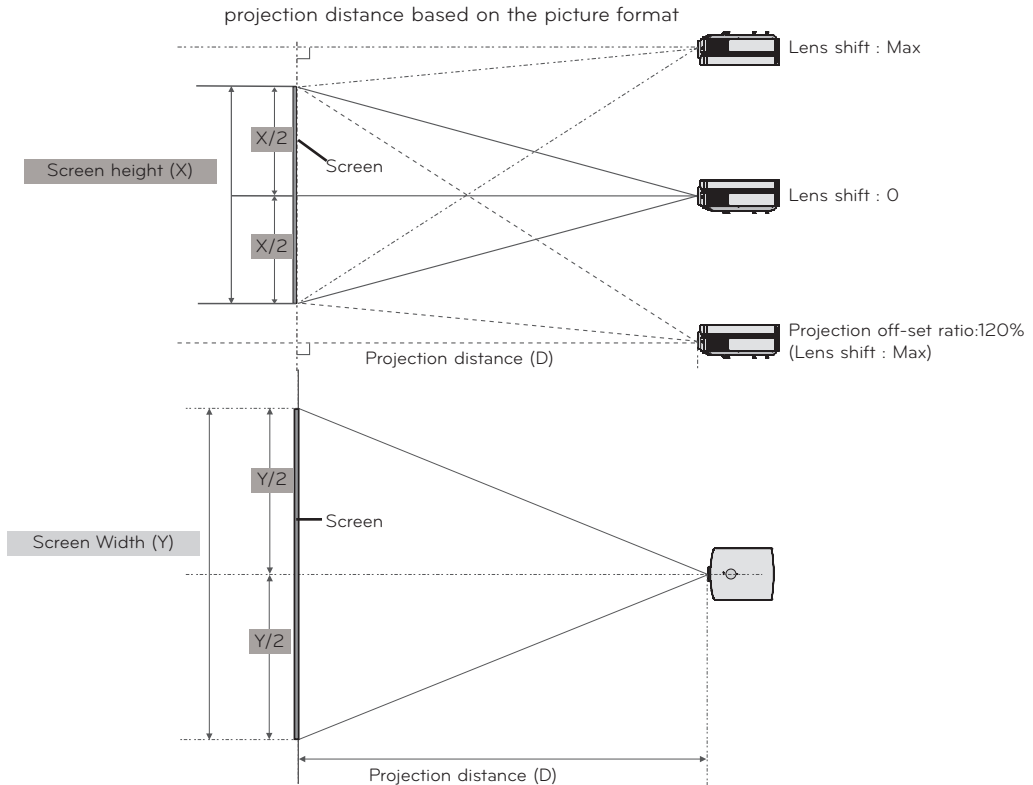 projection distance based on the picture format
Lens shift : Max
X/2
Screen
Screen height (X)
Lens shift : 0
X/2
Projection off-set ratio:120%
(Lens shift : Max)
Projection distance (D)
Y/2
Screen
Screen Width (Y)
Y/2
Projection distance (D)